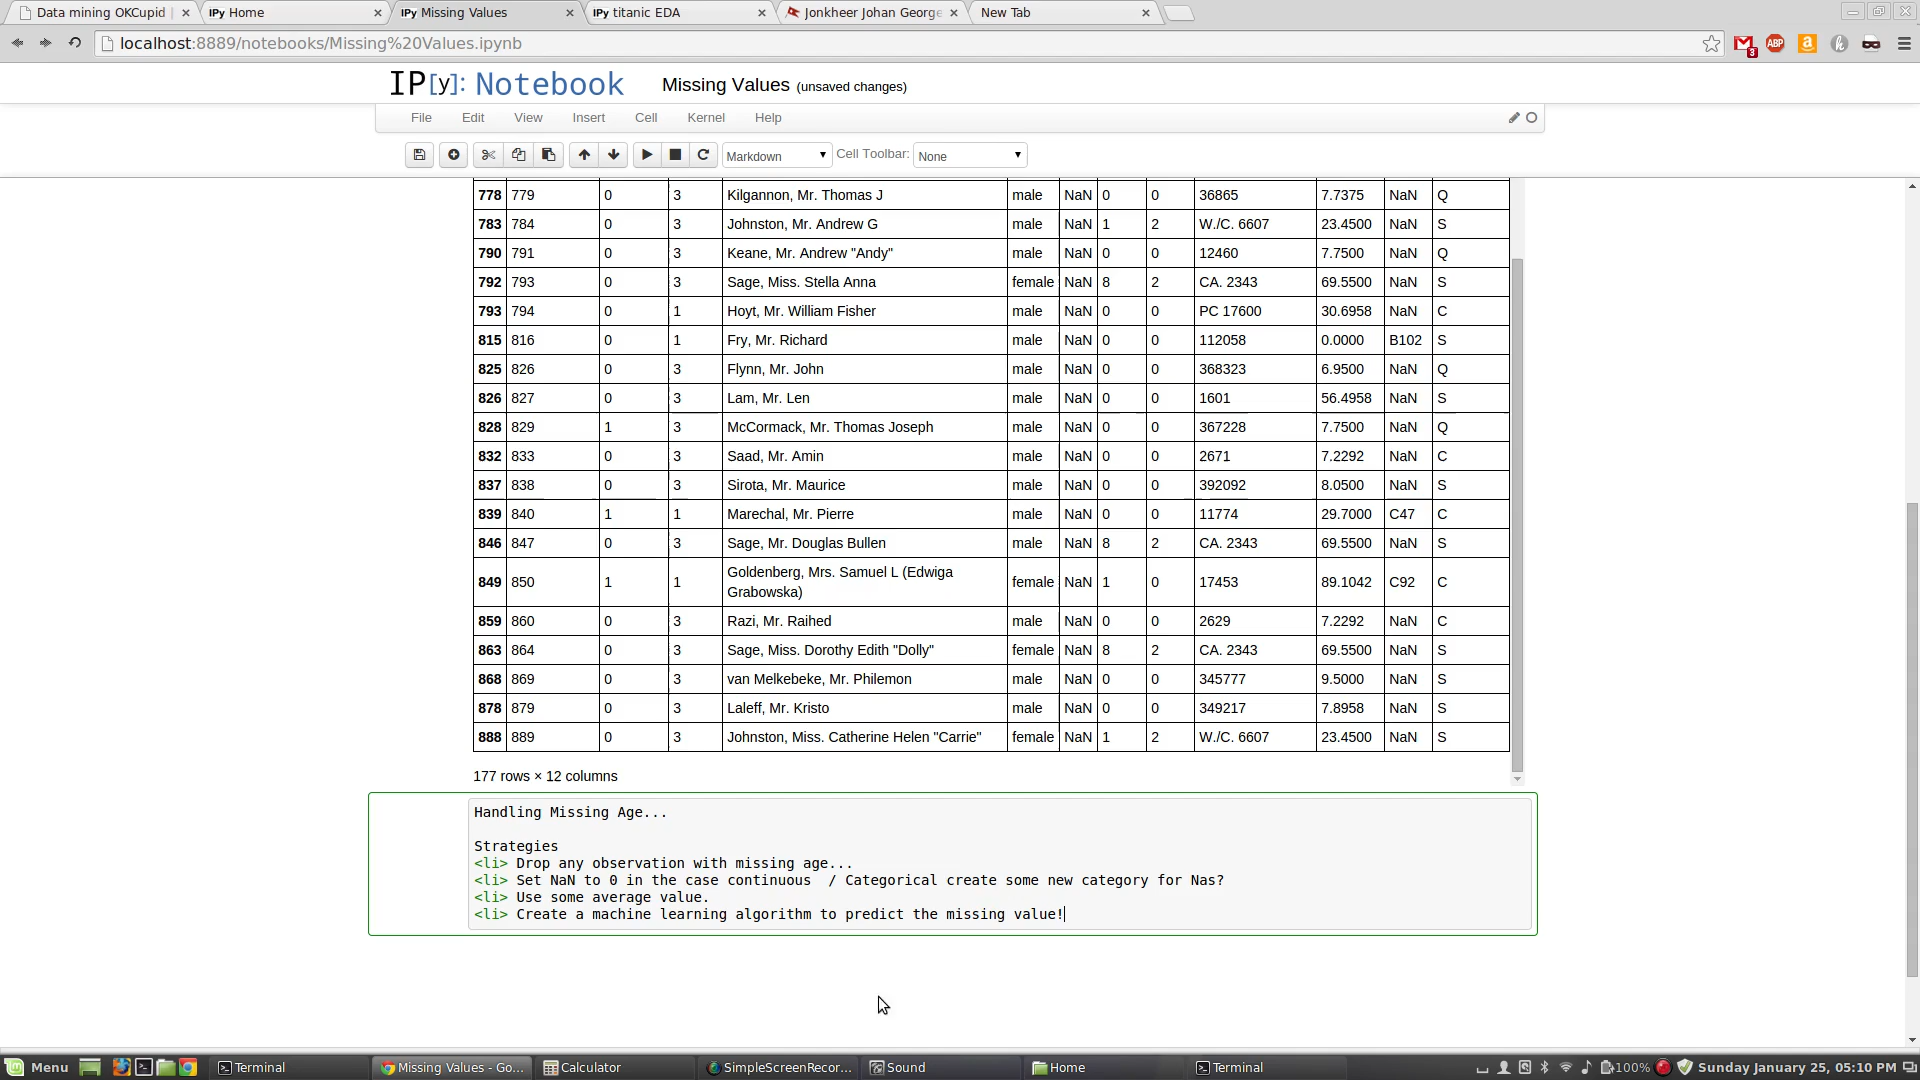 Data mining OKCupid |
IPy Home
IPy Missing Values
IPy titanic EDA
Jonkheer Johan George
New Tab
localhost:8889/notebooks/Missing%20Values.ipynb
3
ABP
a
h
IP[y]: Notebook
Missing Values (unsaved changes)
File Edit View Insert Cell Kernel Help
Markdown
Cell Toolbar:
None
778 779 0 3 Kilgannon, Mr. Thomas J male NaN 0 0 36865 7.7375 NaN Q
783 784 0 3 Johnston, Mr. Andrew G male NaN 1 2 W./C. 6607 23.4500 NaN S
790 791 0 3 Keane, Mr. Andrew "Andy" male NaN 0 0 12460 7.7500 NaN Q
792 793 0 3 Sage, Miss. Stella Anna female NaN 8 2 CA. 2343 69.5500 NaN S
793 794 0 1 Hoyt, Mr. William Fisher male NaN 0 0 PC 17600 30.6958 NaN C
815 816 0 1 Fry, Mr. Richard male NaN 0 0 112058 0.0000 B102 S
825 826 0 3 Flynn, Mr. John male NaN 0 0 368323 6.9500 NaN Q
826 827 0 3 Lam, Mr. Len male NaN 0 0 1601 56.4958 NaN S
828 829 1 3 McCormack, Mr. Thomas Joseph male NaN 0 0 367228 7.7500 NaN Q
832 833 0 3 Saad, Mr. Amin male NaN 0 0 2671 7.2292 NaN C
837 838 0 3 Sirota, Mr. Maurice male NaN 0 0 392092 8.0500 NaN S
839 840 1 1 Marechal, Mr. Pierre male NaN 0 0 11774 29.7000 C47 C
846 847 0 3 Sage, Mr. Douglas Bullen male NaN 8 2 CA. 2343 69.5500 NaN S
849 850 1 1 Goldenberg, Mrs. Samuel L (Edwiga
Grabowska) female NaN 1 0 17453 89.1042 C92 C
859 860 0 3 Razi, Mr. Raihed male NaN 0 0 2629 7.2292 NaN C
863 864 0 3 Sage, Miss. Dorothy Edith "Dolly" female NaN 8 2 CA. 2343 69.5500 NaN S
868 869 0 3 van Melkebeke, Mr. Philemon male NaN 0 0 345777 9.5000 NaN S
878 879 0 3 Laleff, Mr. Kristo male NaN 0 0 349217 7.8958 NaN S
888 889 0 3 Johnston, Miss. Catherine Helen "Carrie" female NaN 1 2 W./C. 6607 23.4500 NaN S
177 rows × 12 columns
Handling Missing Age...
Strategies
<li> Drop any observation with missing age...
<li> Set NaN to 0 in the case continuous  / Categorical create some new category for Nas?
<li> Use some average value.
<li> Create a machine learning algorithm to predict the missing value!
Menu
Terminal
Missing Values - Go...
Calculator
SimpleScreenRecor...
Sound
Home
Terminal
100%
Sunday January 25, 05:10 PM